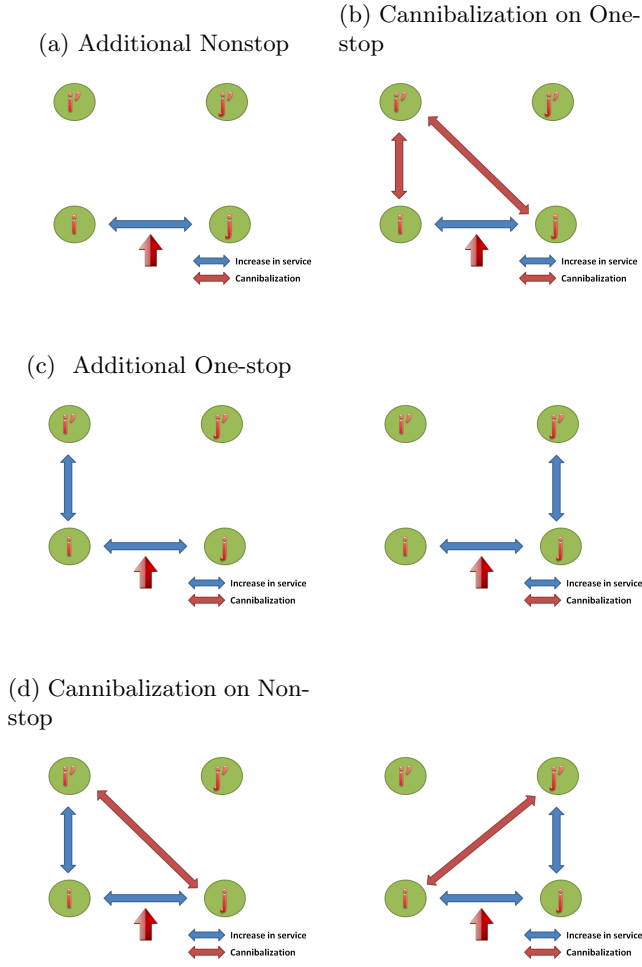 (a) Additional Nonstop
(b) Cannibalization on One-
stop
i’ j’
i j
Increase in service
Cannibalization
i’ j’
i j
Increase in service
Cannibalization
(c) Additional One-stop
i’ j’
i j
Increase in service
Cannibalization
i’ j’
i j
Increase in service
Cannibalization
(d) Cannibalization on Non-
stop
i’ j’
i j
Increase in service
Cannibalization
i’ j’
i j
Increase in service
Cannibalization